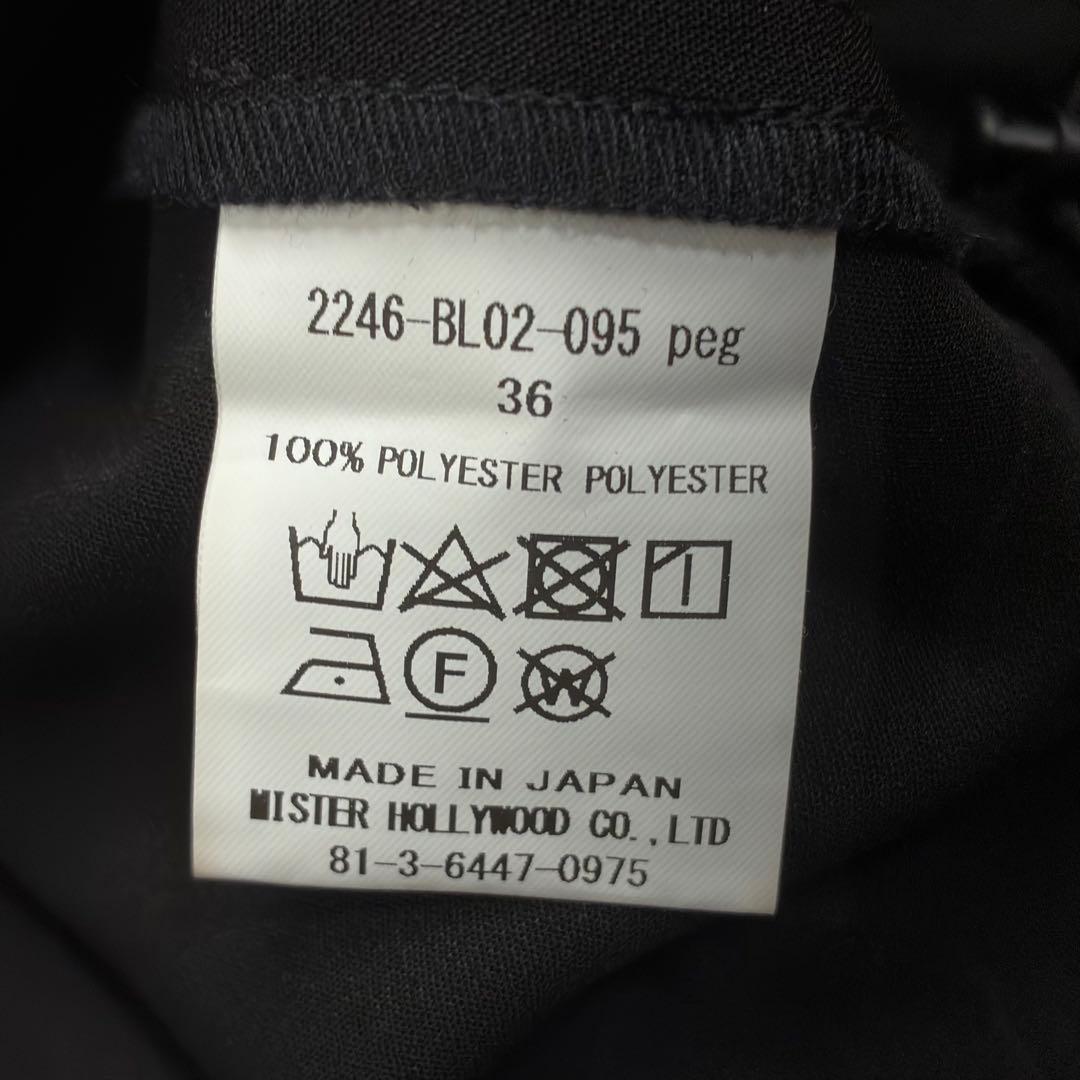 2246-BL02-095 peg
36
100% POLYESTER POLYESTER
F
W
MADE IN JAPAN
MISTER HOLLYWOOD CO.,LTD
81-3-6447-0975